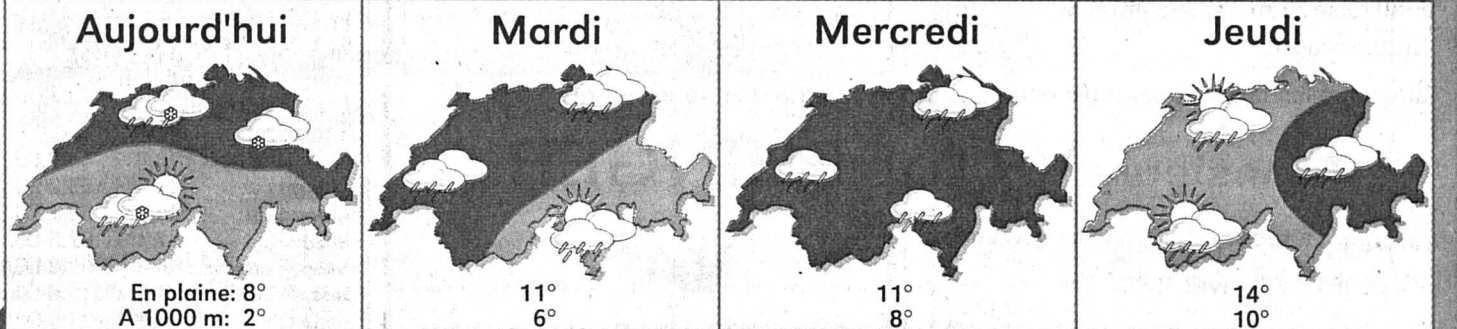 Aujourd'hui
En plaine: 8°
A 1000 m: 2°
Mardi
11°
6°
Mercredi
11°
8°
Jeudi
14°
10°